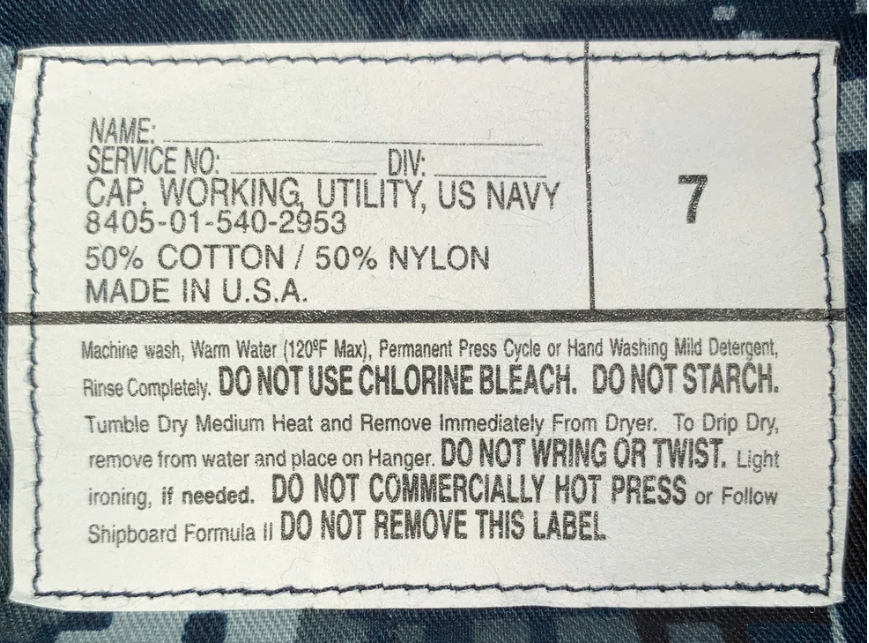 NAME:
SERVICE NO: DIV:
CAP, WORKING, UTILITY, US NAVY
8405-01-540-2953
50% COTTON / 50% NYLON
MADE IN U.S.A.
7
Machine wash, Warm Water (120ºF Max), Permanent Press Cycle or Hand Washing Mild Detergent,
Rinse Completely. DO NOT USE CHLORINE BLEACH. DO NOT STARCH.
Tumble Dry Medium Heat and Remove Immediately From Dryer. To Drip Dry,
remove from water and place on Hanger. DO NOT WRING OR TWIST. Light
ironing, if needed. DO NOT COMMERCIALLY HOT PRESS or Follow
Shipboard Formula II DO NOT REMOVE THIS LABEL